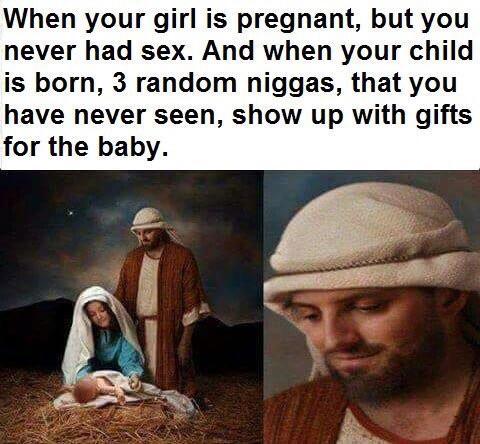 When your girl is pregnant, but you
never had sex. And when your child
is born, 3 random niggas, that you
have never seen, show up with gifts
for the baby.